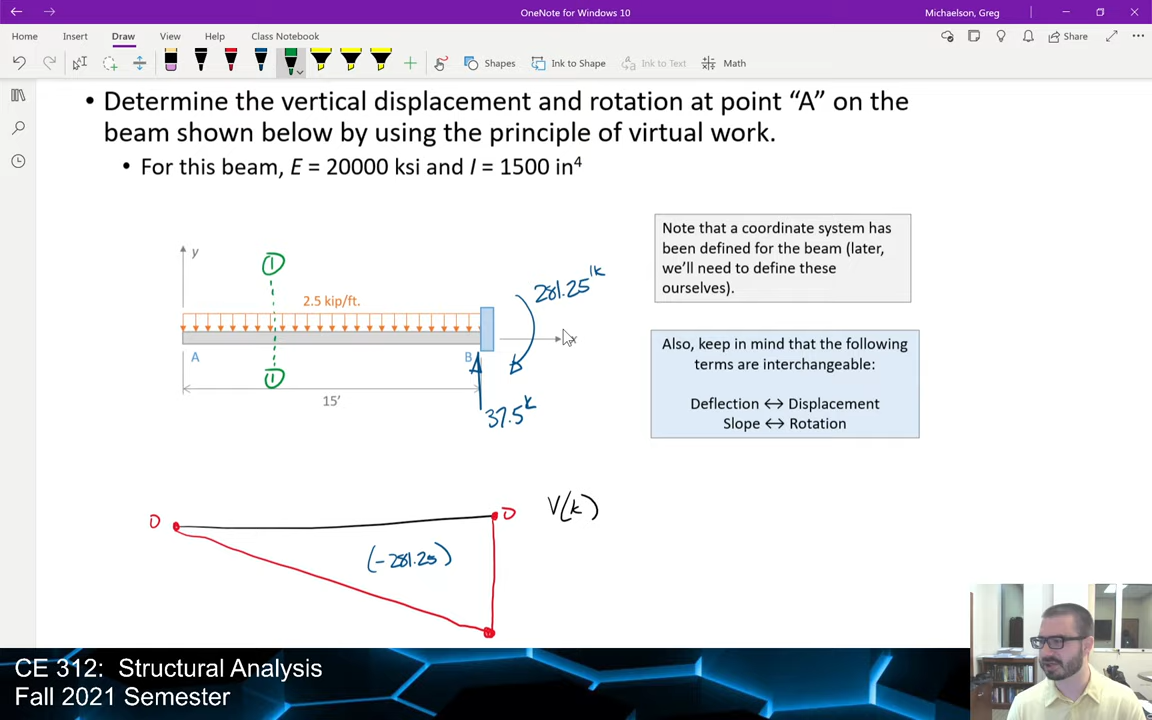 OneNote for Windows 10
Michaelson, Greg
Home Insert Draw View Help Class Notebook
Share
Shapes Ink to Shape Ink to Text Math
• Determine the vertical displacement and rotation at point “A” on the
beam shown below by using the principle of virtual work.
• For this beam, E = 20000 ksi and I = 1500 in⁴
Note that a coordinate system has
been defined for the beam (later,
we’ll need to define these
ourselves).
y
1
281.25 1k
2.5 kip/ft.
x
A
B
1
15’
37.5 k
Also, keep in mind that the following
terms are interchangeable:
Deflection ↔ Displacement
Slope ↔ Rotation
0
0
V(k)
(-281.25)
CE 312: Structural Analysis
Fall 2021 Semester